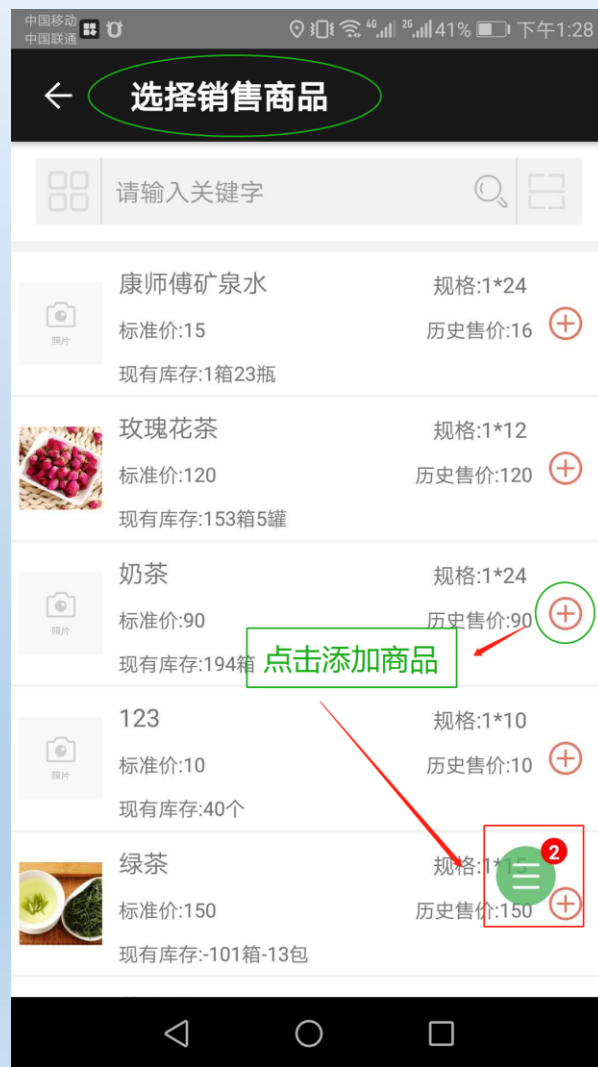 中国移动
中国联通
4G 2G 41% 下午1:28
选择销售商品
请输入关键字
康师傅矿泉水 规格:1*24
照片
标准价:15 历史售价:16
现有库存:1箱23瓶
玫瑰花茶 规格:1*12
标准价:120 历史售价:120
现有库存:153箱5罐
奶茶 规格:1*24
照片
标准价:90 历史售价:90
现有库存:194箱
点击添加商品
123 规格:1*10
照片
标准价:10 历史售价:10
现有库存:40个
2
绿茶 规格:1*15
标准价:150 历史售价:150
现有库存:-101箱-13包